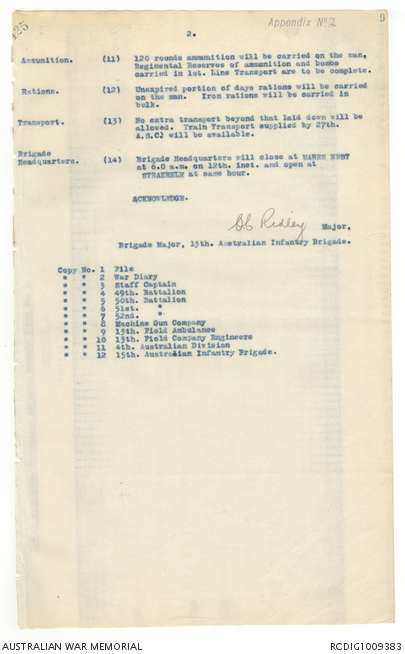 Appendix No 2
9
125
2.
Ammunition. (11) 120 rounds ammunition will be carried on the man.
Regimental Reserves of ammunition and bombs
carried in 1st. Line Transport are to be complete.
Rations. (12) Unexpired portion of days rations will be carried
on the man. Iron rations will be carried in
bulk.
Transport. (13) No extra transport beyond that laid down will be
allowed. Train Transport supplied by 27th.
A.S.C. will be available.
Brigade
Headquarters. (14) Brigade Headquarters will close at
at 6.0 a.m. on 12th. inst. and open at
STRAZEELE at same hour.
ACKNOWLEDGE.
Ridley Major,
Brigade Major, 13th. Australian Infantry Brigade.
Copy No. 1 File
" " 2 War Diary
" " 3 Staff Captain
" " 4 49th. Battalion
" " 5 50th. Battalion
" " 6 51st. "
" " 7 52nd. "
" " 8 Machine Gun Company
" " 9 13th. Field Ambulance
" " 10 13th. Field Company Engineers
" " 11 4th. Australian Division
" " 12 15th. Australian Infantry Brigade.
AUSTRALIAN WAR MEMORIAL
RCDIG1009383